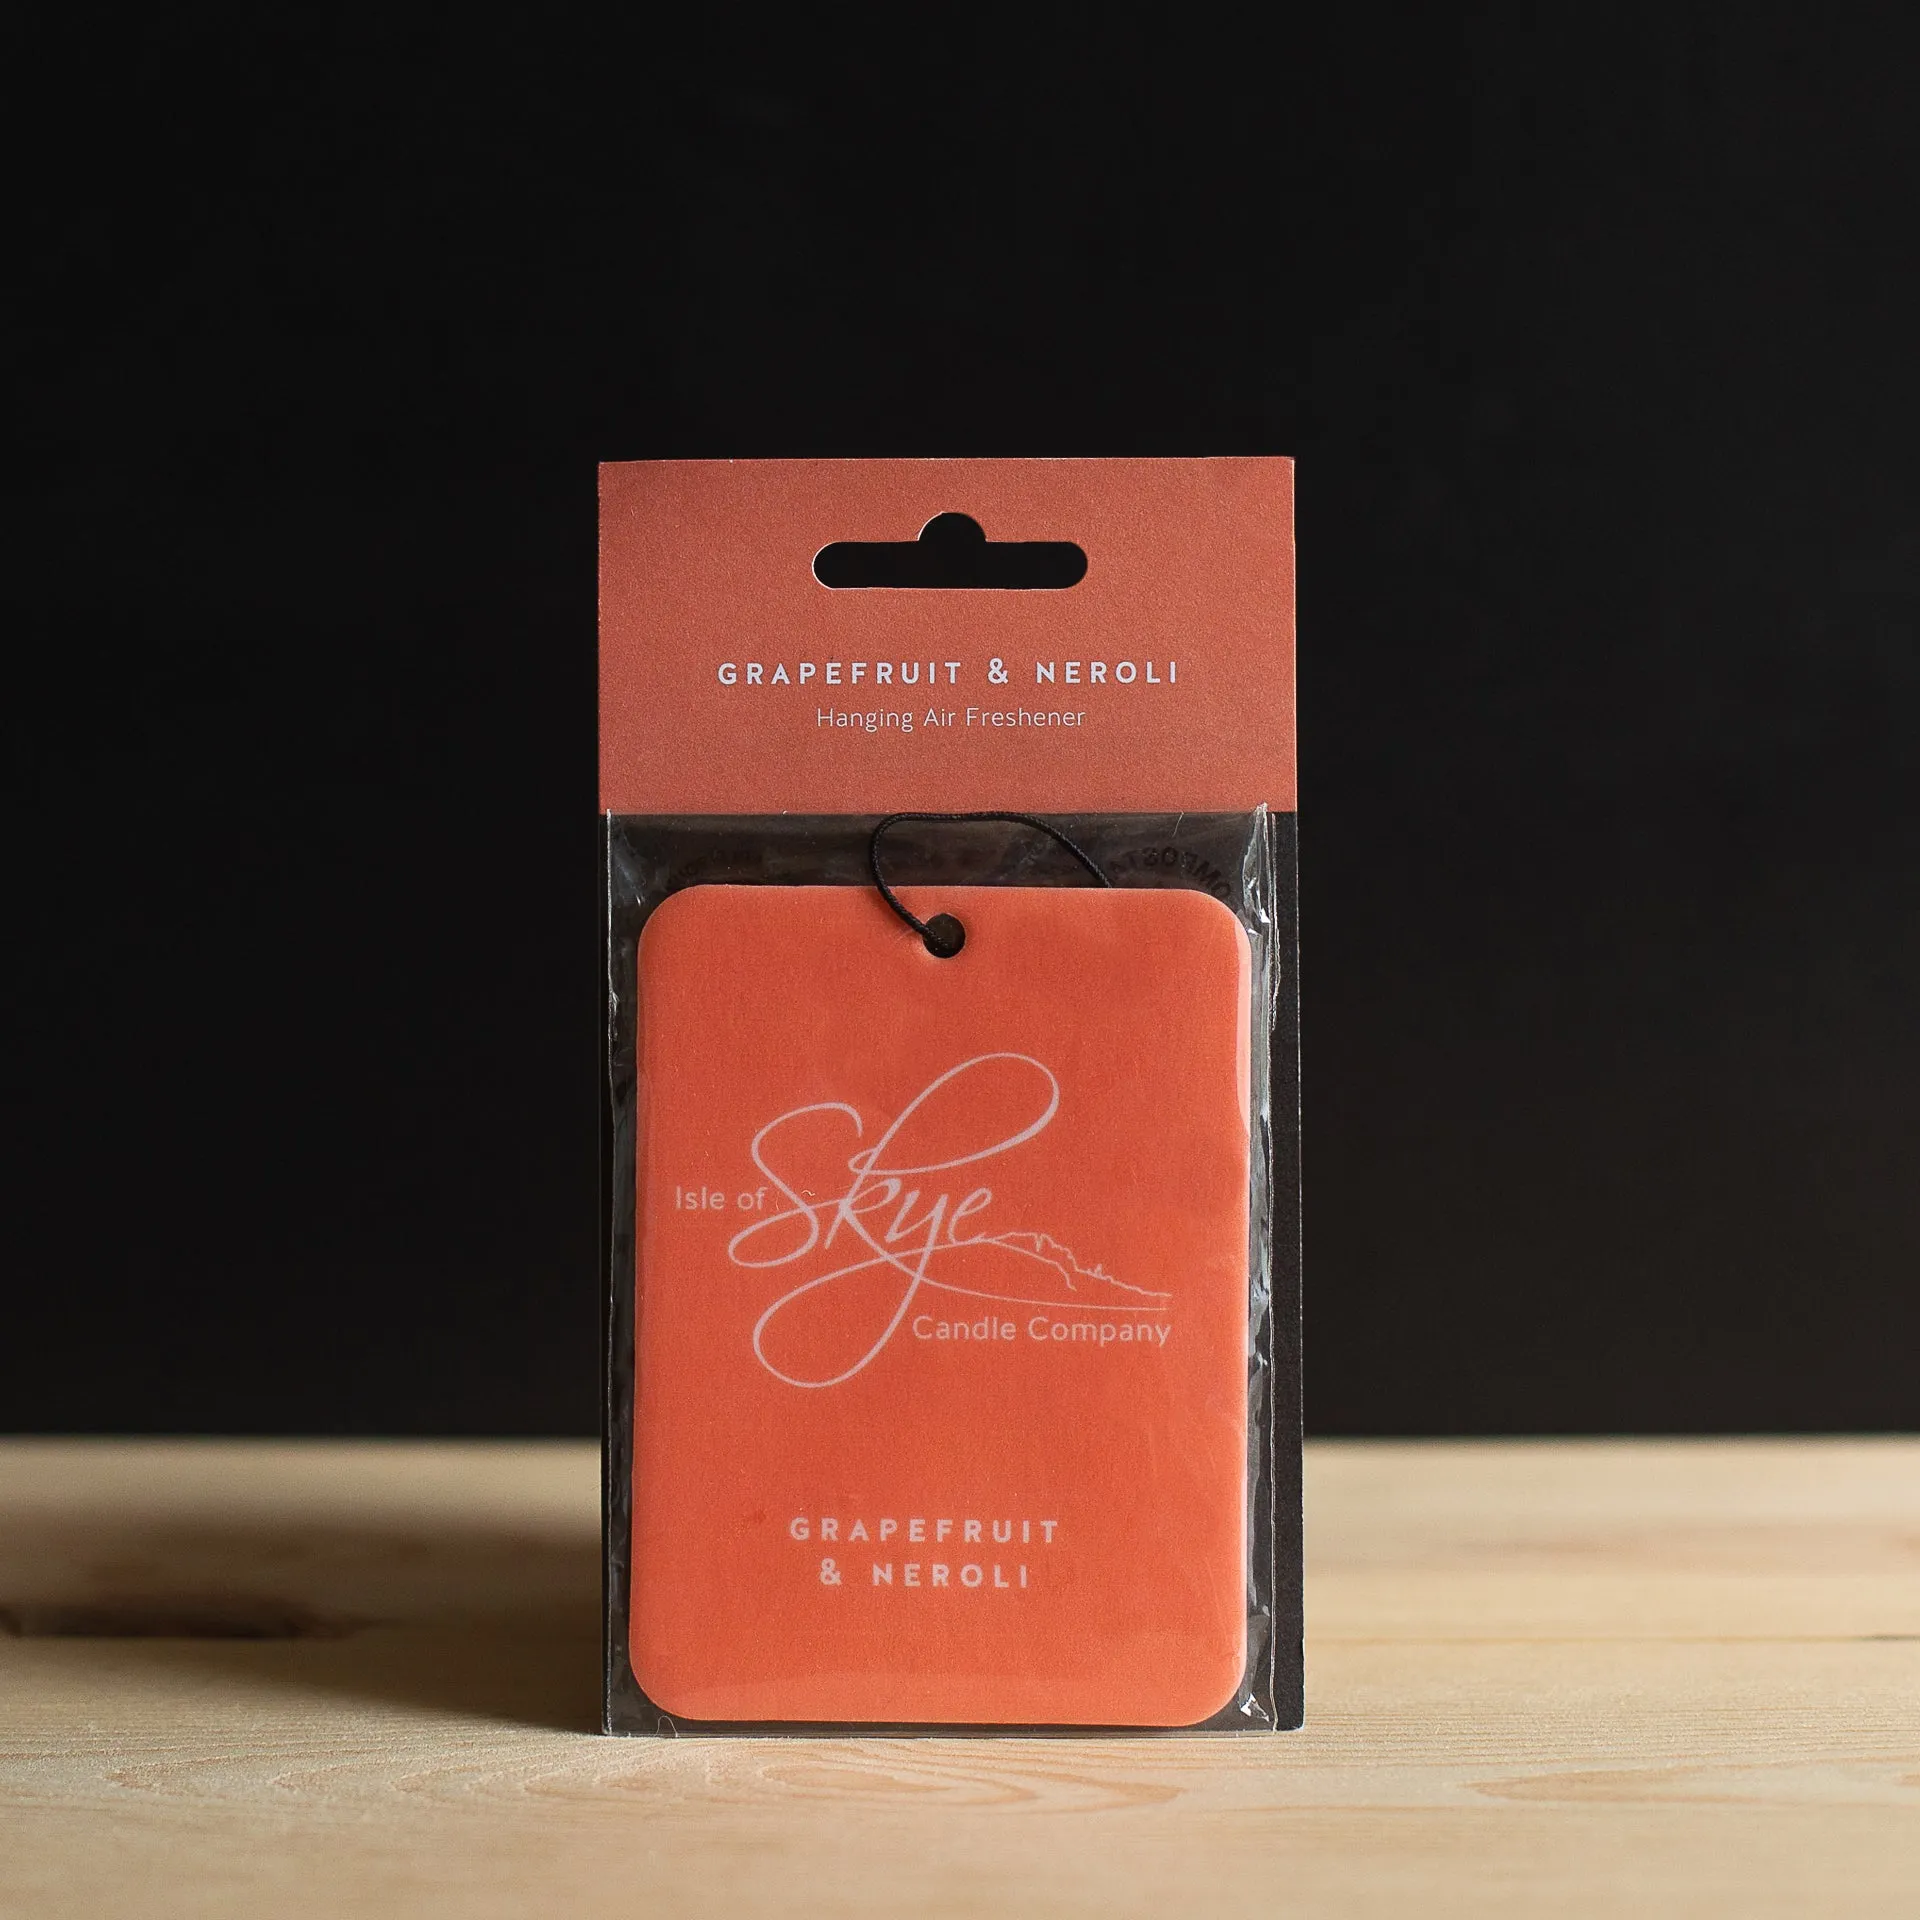 GRAPEFRUIT & NEROLI
Hanging Air Freshener
Isle of Skye
Candle Company
GRAPEFRUIT
& NEROLI